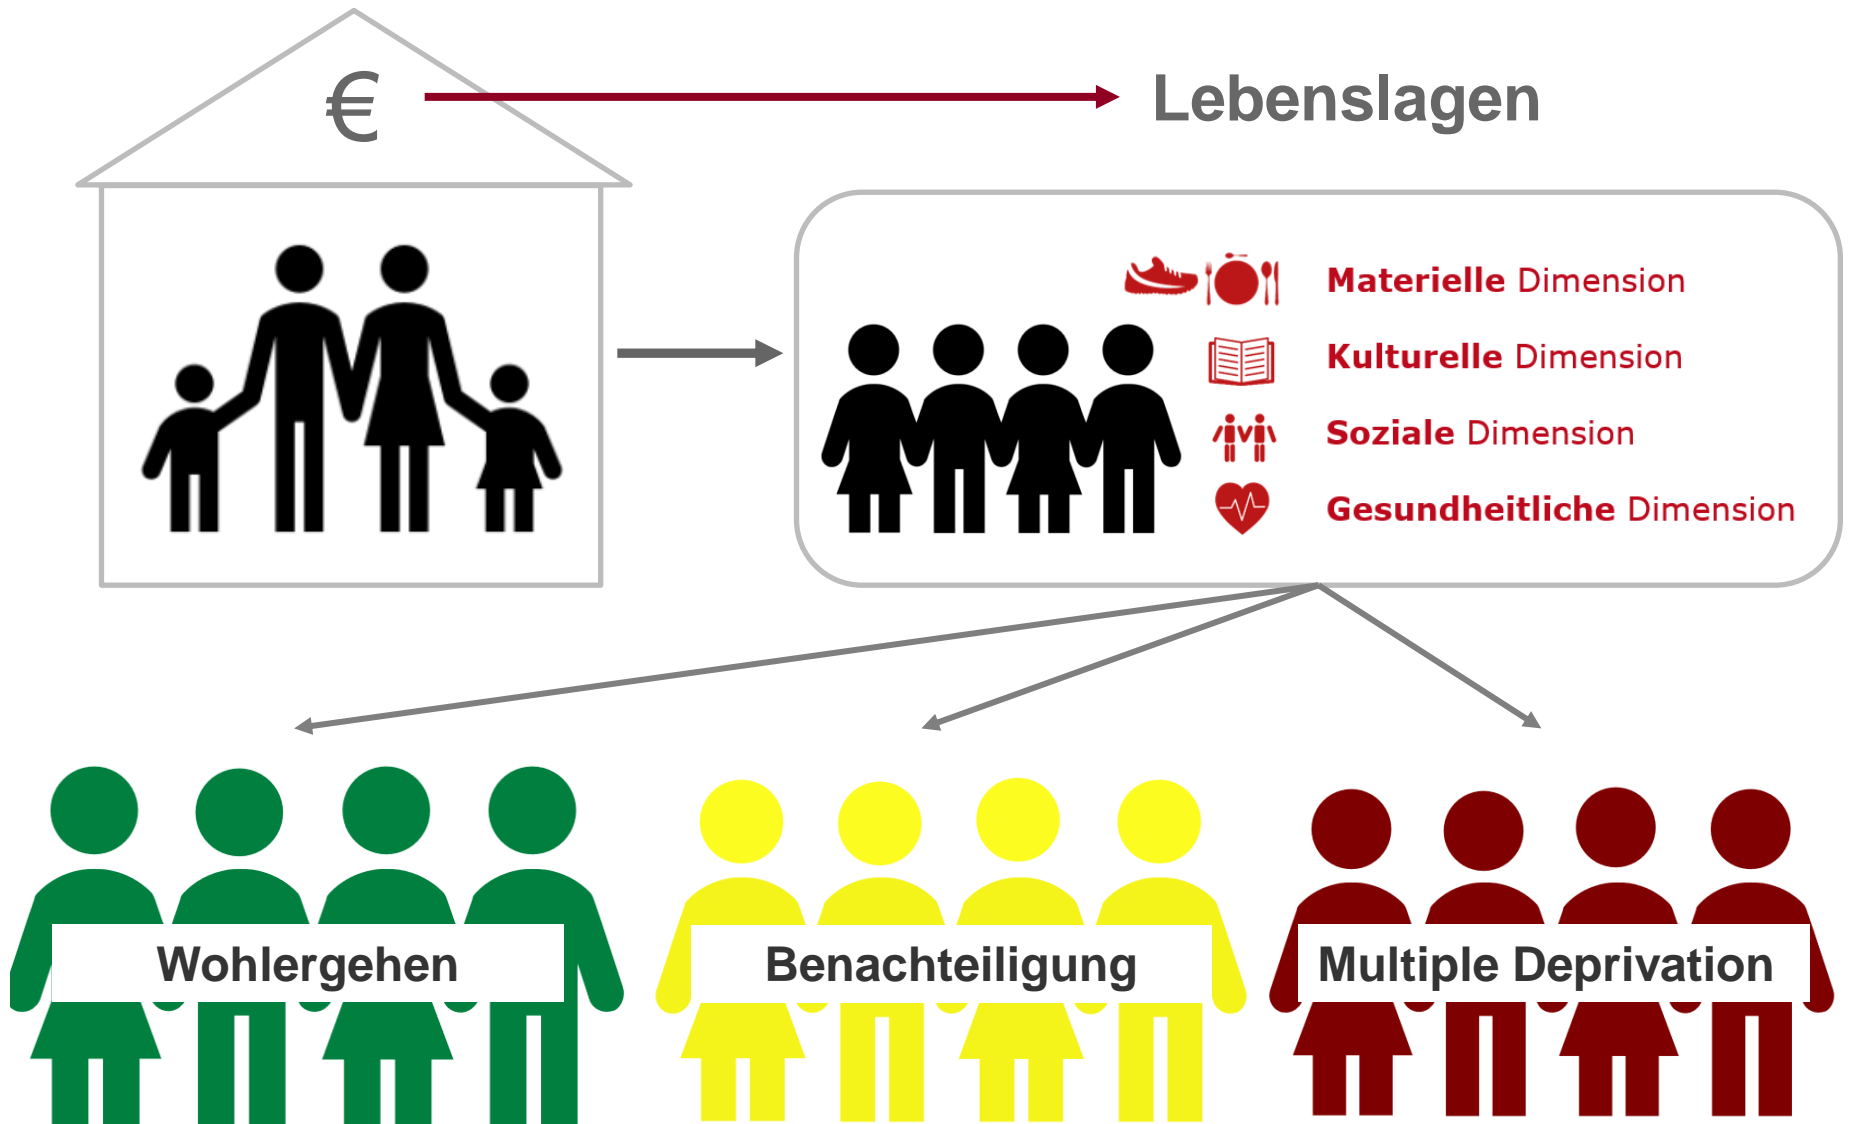 €
Lebenslagen
Materielle Dimension
Kulturelle Dimension
Soziale Dimension
Gesundheitliche Dimension
Wohlergehen
Benachteiligung
Multiple Deprivation